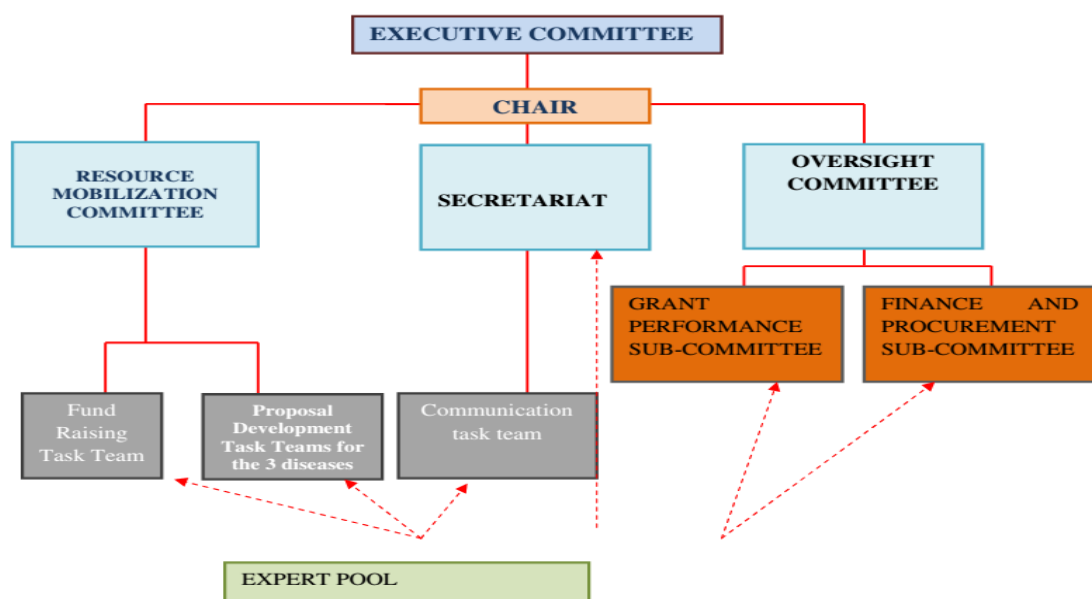 EXECUTIVE COMMITTEE
CHAIR
RESOURCE
MOBILIZATION
COMMITTEE
SECRETARIAT
OVERSIGHT
COMMITTEE
GRANT
PERFORMANCE
SUB-COMMITTEE
FINANCE AND
PROCUREMENT
SUB-COMMITTEE
Fund
Raising
Task Team
Proposal
Development
Task Teams for
the 3 diseases
Communication
task team
EXPERT POOL